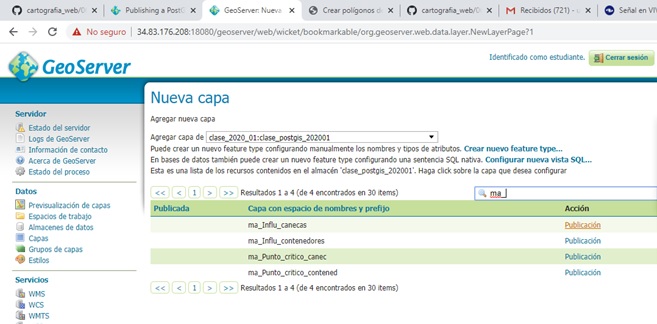 cartografia_web/D
Publishing a PostG
GeoServer: Nueva
Crear polígonos de
cartografia_web/D
Recibidos (721) -
Señal en VIV
No seguro | 34.83.176.208:18080/geoserver/web/wicket/bookmarkable/org.geoserver.web.data.layer.NewLayerPage?1
GeoServer
Identificado como estudiante.
Cerrar sesión
Servidor
Estado del servidor
Logs de GeoServer
Información de contacto
Acerca de GeoServer
Estado del proceso
Datos
Previsualización de capas
Espacios de trabajo
Almacenes de datos
Capas
Grupos de capas
Estilos
Servicios
WMS
WCS
WMTS
Nueva capa
Agregar nueva capa
Agregar capa de clase_2020_01:clase_postgis_202001
Puede crear un nuevo feature type configurando manualmente los nombres y tipos de atributos. Crear nuevo feature type...
En bases de datos también puede crear un nuevo feature type configurando una sentencia SQL nativa. Configurar nueva vista SQL...
Esta es una lista de los recursos contenidos en el almacén 'clase_postgis_202001'. Haga click sobre la capa que desea configurar
<< < 1 > >> Resultados 1 a 4 (de 4 encontrados en 30 items)
ma_
Publicada Capa con espacio de nombres y prefijo Acción
ma_Influ_canecas Publicación
ma_Influ_contenedores Publicación
ma_Punto_critico_canec Publicación
ma_Punto_critico_contened Publicación
<< < 1 > >> Resultados 1 a 4 (de 4 encontrados en 30 items)